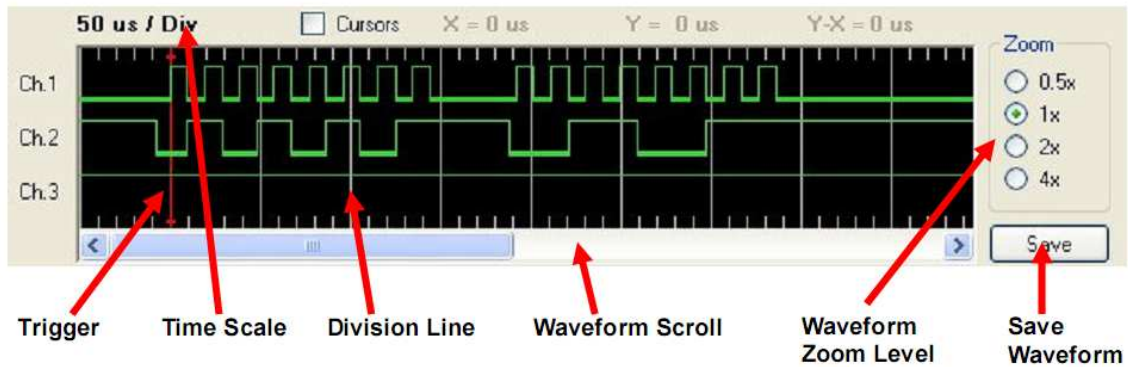 50 us / Div Cursors X = 0 us Y = 0 us Y-X = 0 us
Zoom
Ch.1
0.5x
1x
Ch.2
2x
4x
Ch.3
Save
Trigger Time Scale Division Line Waveform Scroll Waveform Zoom Level Save Waveform